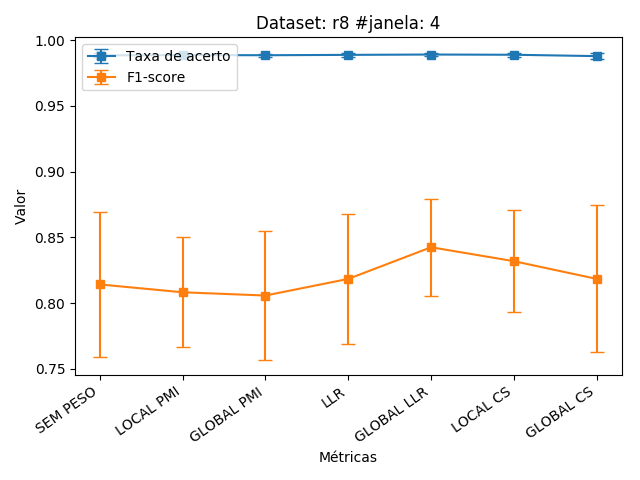 Dataset: r8 #janela: 4
Taxa de acerto
F1-score
Valor
1.00
0.95
0.90
0.85
0.80
0.75
SEM PESO
LOCAL PMI
GLOBAL PMI
LLR
GLOBAL LLR
LOCAL CS
GLOBAL CS
Métricas